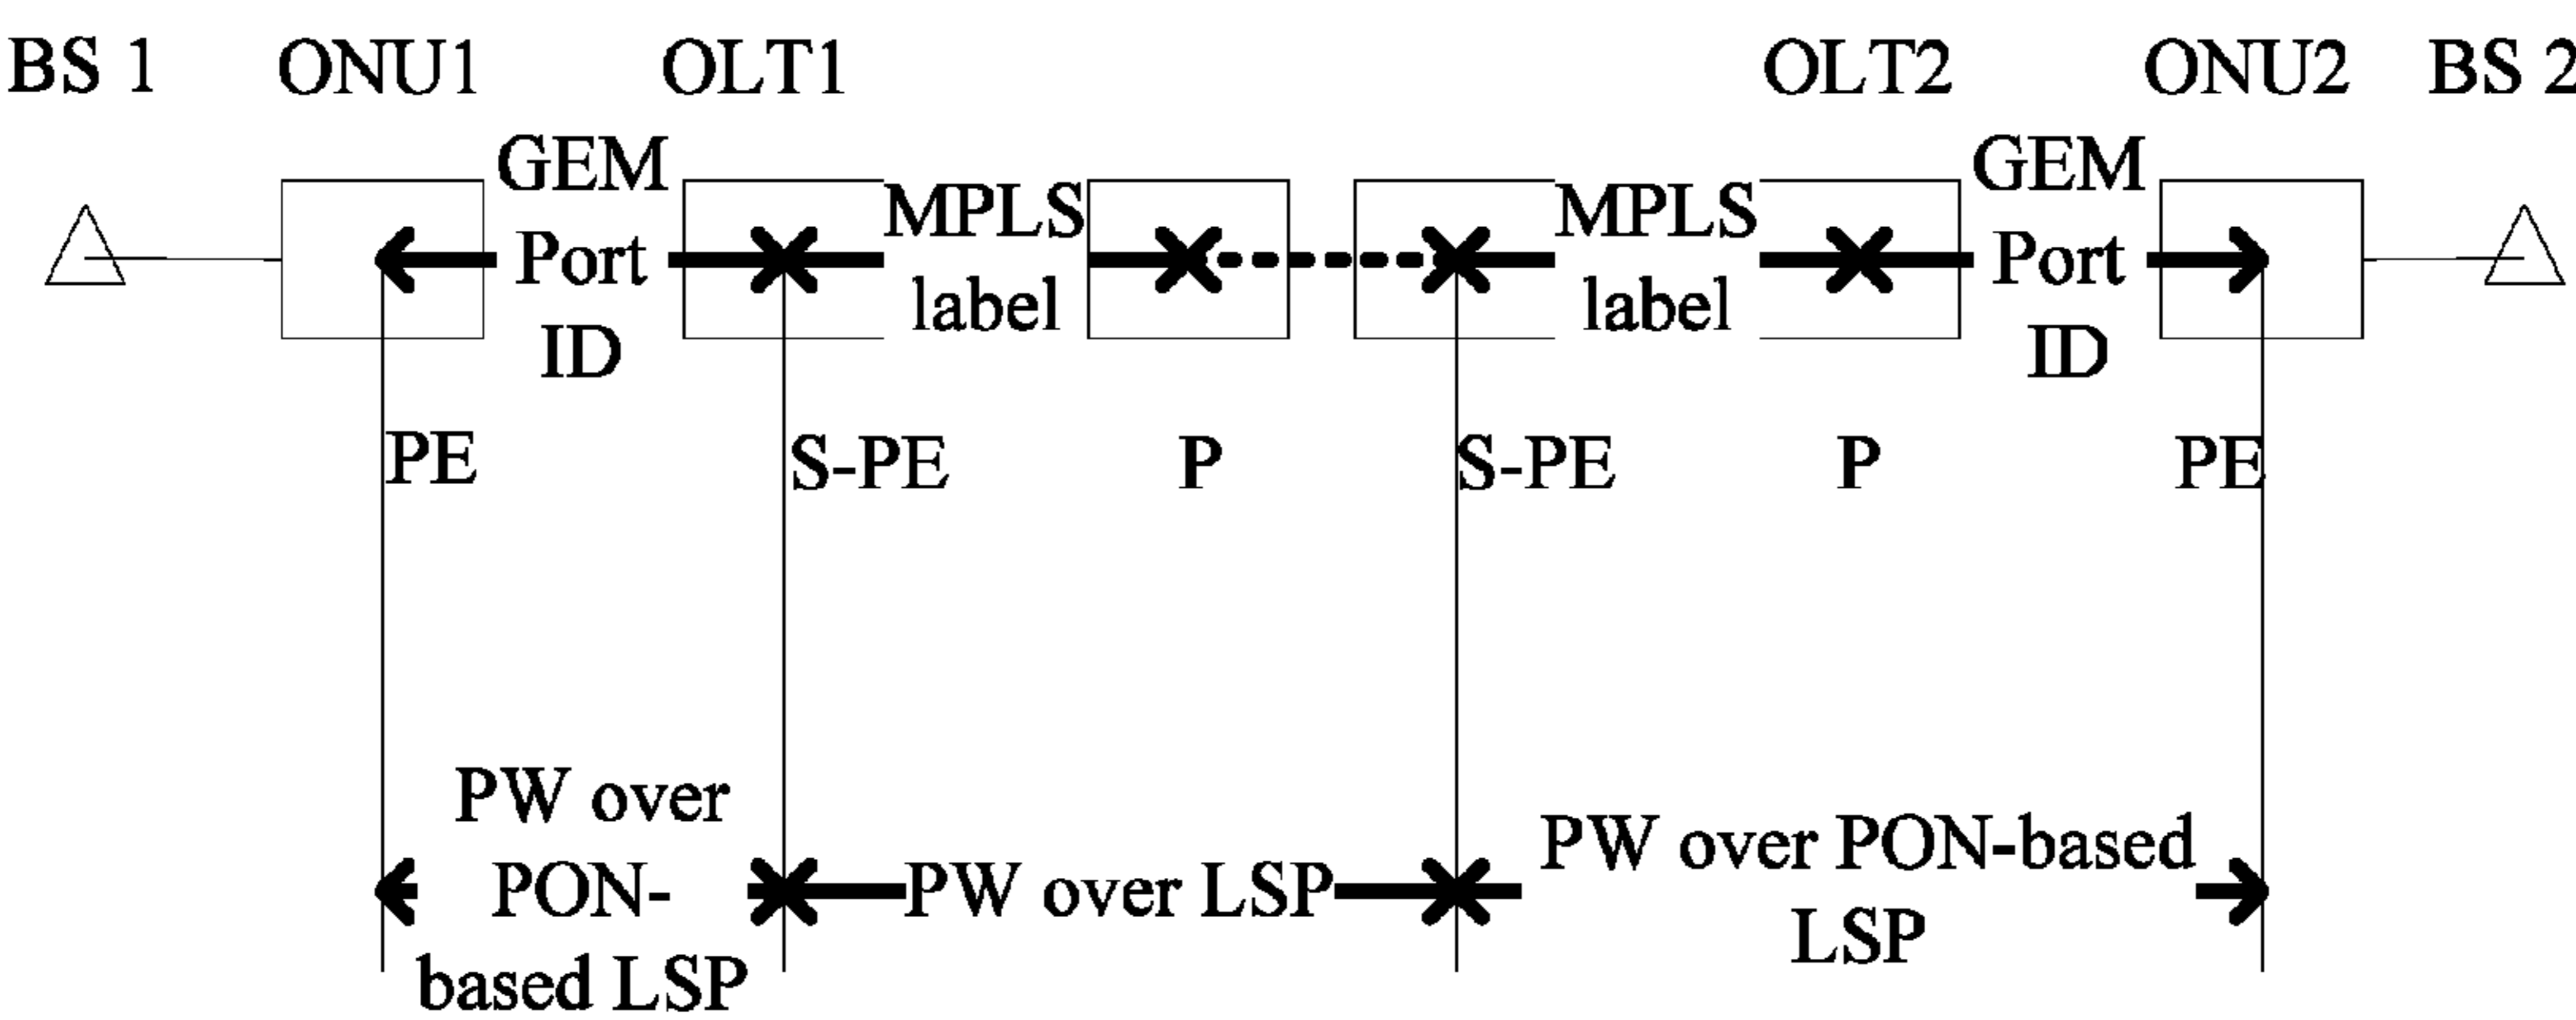 BS 1
ONU1
OLT1
OLT2
ONU2
BS 2
GEM
Port
ID
MPLS
label
MPLS
label
GEM
Port
ID
PE
S-PE
P
S-PE
P
PE
PW over
PON-
based LSP
PW over LSP
PW over PON-based
LSP